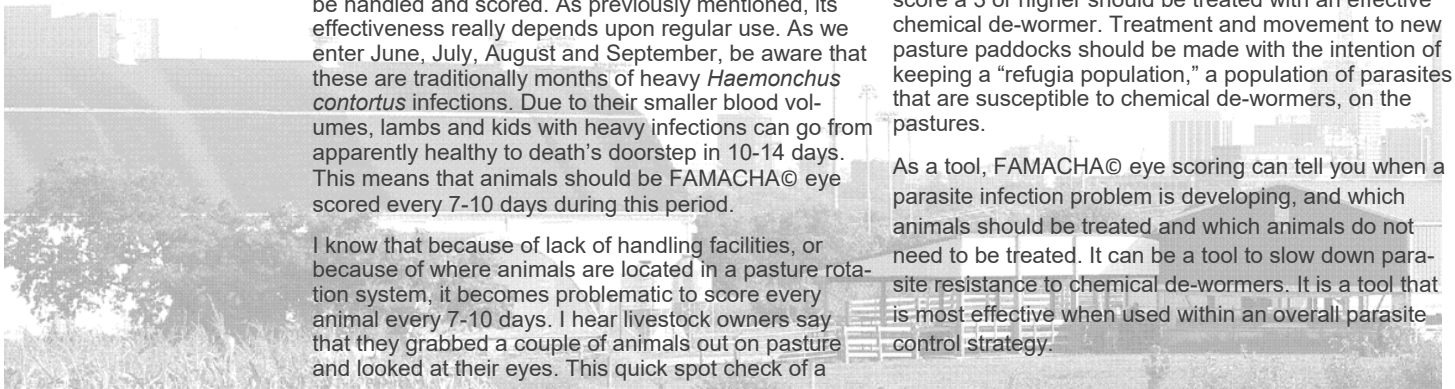 be handled and scored. As previously mentioned, its
effectiveness really depends upon regular use. As we
enter June, July, August and September, be aware that
these are traditionally months of heavy Haemonchus
contortus infections. Due to their smaller blood vol-
umes, lambs and kids with heavy infections can go from
apparently healthy to death’s doorstep in 10-14 days.
This means that animals should be FAMACHA© eye
scored every 7-10 days during this period.
I know that because of lack of handling facilities, or
because of where animals are located in a pasture rota-
tion system, it becomes problematic to score every
animal every 7-10 days. I hear livestock owners say
that they grabbed a couple of animals out on pasture
and looked at their eyes. This quick spot check of a
score a 3 or higher should be treated with an effective
chemical de-wormer. Treatment and movement to new
pasture paddocks should be made with the intention of
keeping a “refugia population,” a population of parasites
that are susceptible to chemical de-wormers, on the
pastures.
As a tool, FAMACHA© eye scoring can tell you when a
parasite infection problem is developing, and which
animals should be treated and which animals do not
need to be treated. It can be a tool to slow down para-
site resistance to chemical de-wormers. It is a tool that
is most effective when used within an overall parasite
control strategy.